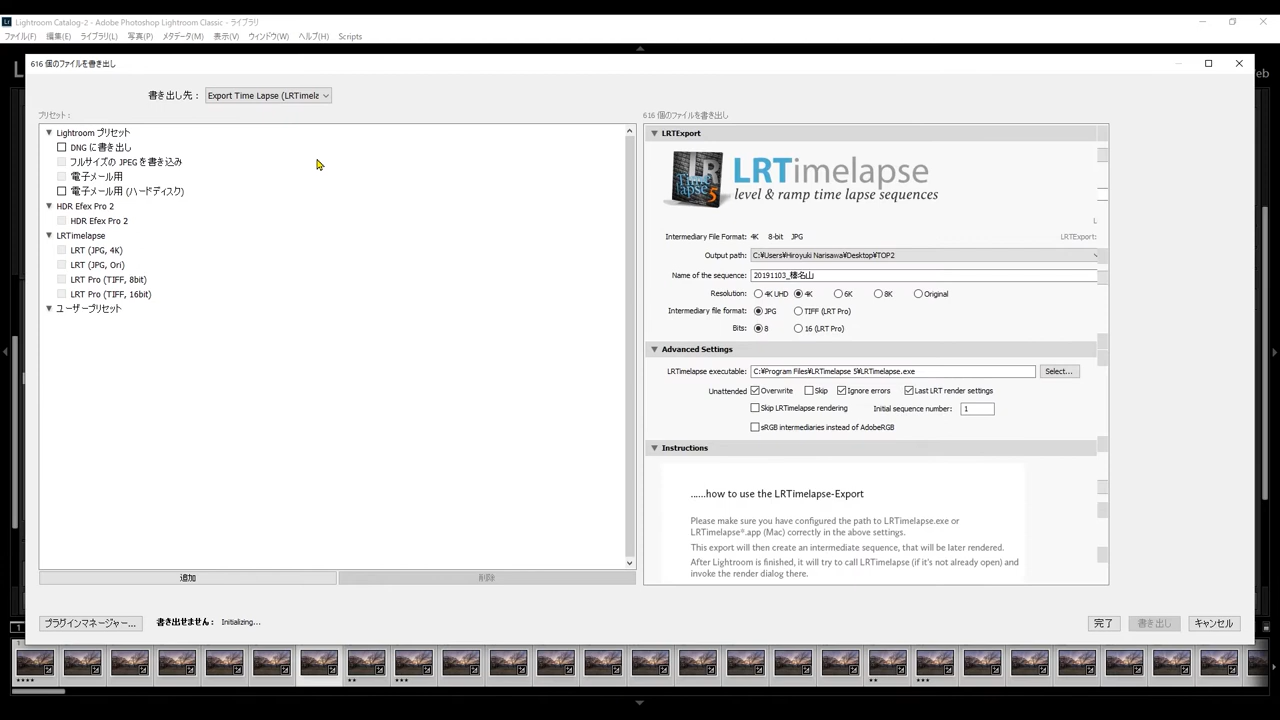 Lightroom Catalog-2 - Adobe Photoshop Lightroom Classic - ライブラリ
ファイル(F) 編集(E) ライブラリ(L) 写真(P) メタデータ(M) 表示(V) ウィンドウ(W) ヘルプ(H) Scripts
616 個のファイルを書き出し
書き出し先 : Export Time Lapse (LRTimela
プリセット :
Lightroom プリセット
DNG に書き出し
フルサイズの JPEG を書き込み
電子メール用
電子メール用 (ハードディスク)
HDR Efex Pro 2
HDR Efex Pro 2
LRTimelapse
LRT (JPG, 4K)
LRT (JPG, Ori)
LRT Pro (TIFF, 8bit)
LRT Pro (TIFF, 16bit)
ユーザープリセット
追加 削除
プラグインマネージャー... 書き出せません : Initializing...
616 個のファイルを書き出し
LRTExport
LR Time lapse 5
LRTimelapse
level & ramp time lapse sequences
Intermediary File Format: 4K 8-bit JPG LRTExport:
Output path: C:¥Users¥Hiroyuki Narisawa¥Desktop¥TOP2
Name of the sequence: 20191103_榛名山
Resolution: 4K UHD 4K 6K 8K Original
Intermediary file format: JPG TIFF (LRT Pro)
Bits: 8 16 (LRT Pro)
Advanced Settings
LRTimelapse executable: C:¥Program Files¥LRTimelapse 5¥LRTimelapse.exe Select...
Unattended Overwrite Skip Ignore errors Last LRT render settings
Skip LRTimelapse rendering Initial sequence number: 1
sRGB intermediaries instead of AdobeRGB
Instructions
......how to use the LRTimelapse-Export
Please make sure you have configured the path to LRTimelapse.exe or
LRTimelapse*.app (Mac) correctly in the above settings.
This export will then create an intermediate sequence, that will be later rendered.
After Lightroom is finished, it will try to call LRTimelapse (if it's not already open) and
invoke the render dialog there.
完了 書き出し キャンセル